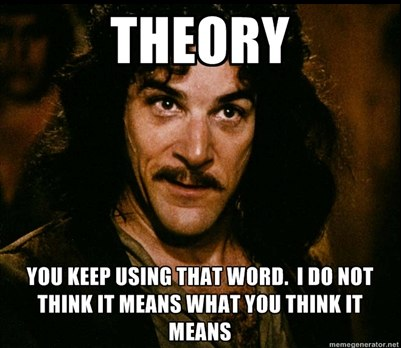 THEORY
YOU KEEP USING THAT WORD. I DO NOT
THINK IT MEANS WHAT YOU THINK IT
MEANS
memegenerator.net